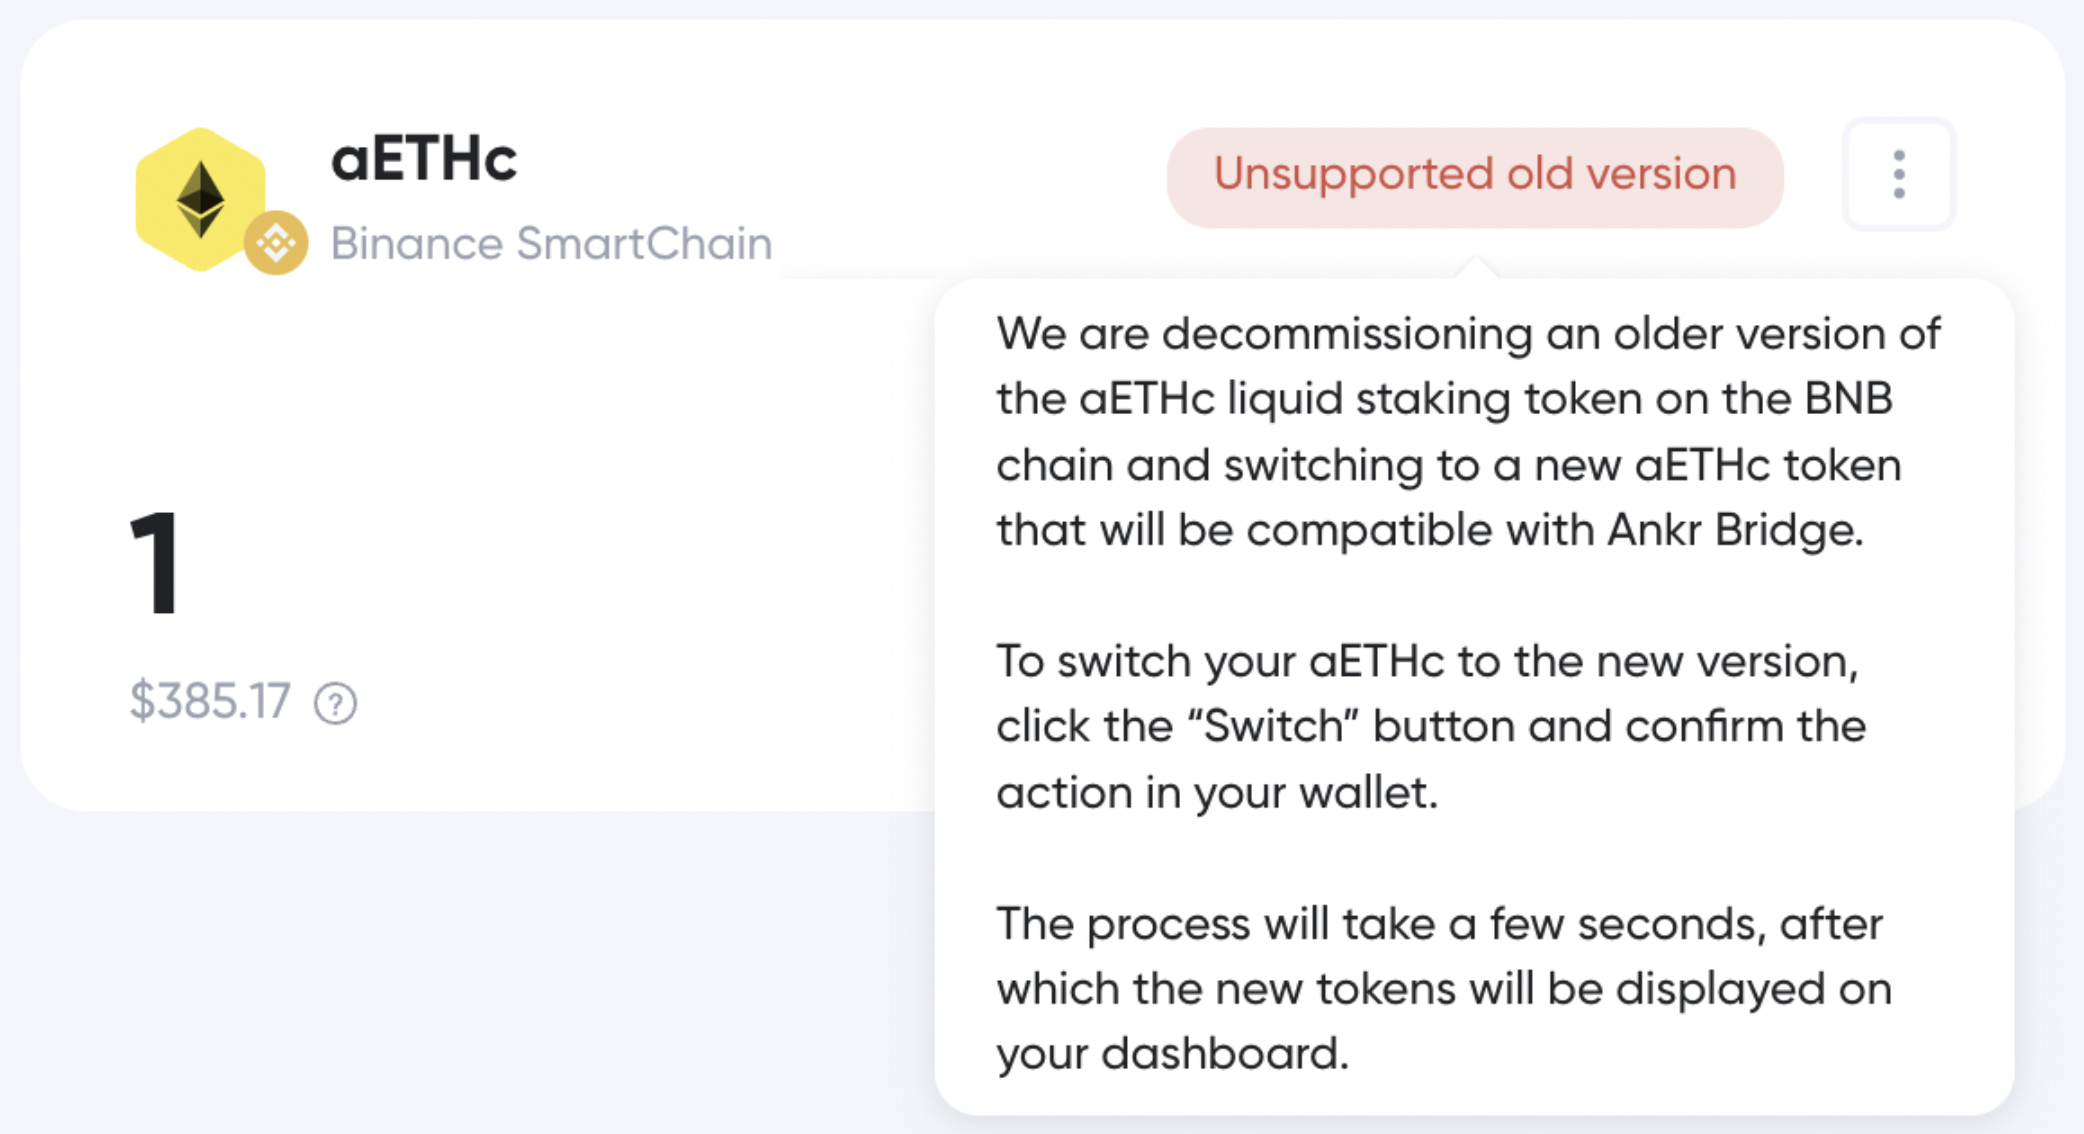 aETHc
Binance SmartChain
Unsupported old version
1
$385.17 ?
We are decommissioning an older version of
the aETHc liquid staking token on the BNB
chain and switching to a new aETHc token
that will be compatible with Ankr Bridge.
To switch your aETHc to the new version,
click the “Switch” button and confirm the
action in your wallet.
The process will take a few seconds, after
which the new tokens will be displayed on
your dashboard.